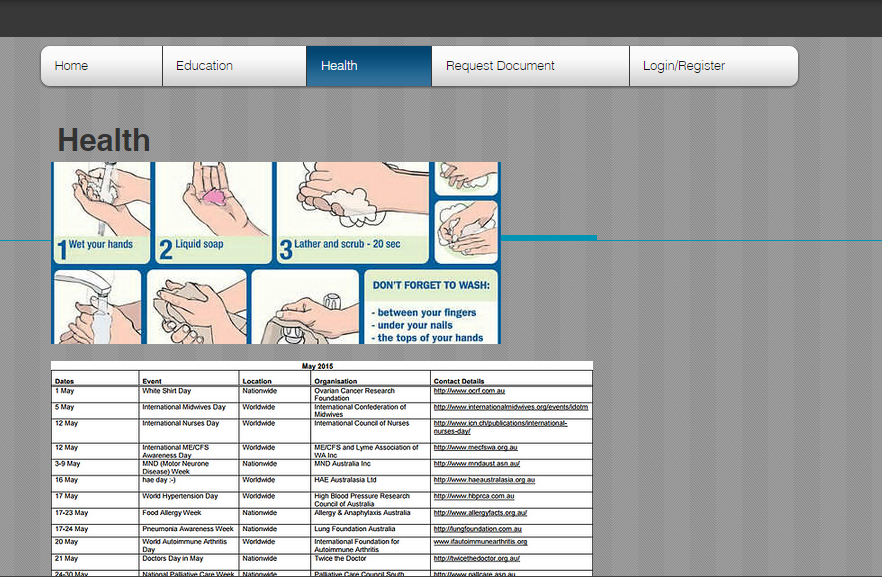 Home Education Health Request Document Login/Register
Health
1 Wet your hands
2 Liquid soap
3 Lather and scrub - 20 sec
DON'T FORGET TO WASH:
- between your fingers
- under your nails
- the tops of your hands
May 2015
Dates Event Location Organisation Contact Details
1 May White Shirt Day Nationwide Ovarian Cancer Research http://www.ocrf.com.au
Foundation
5 May International Midwives Day Worldwide International Confederation of http://www.internationalmidwives.org/events/idotm
Midwives
12 May International Nurses Day Worldwide International Council of Nurses http://www.icn.ch/publications/international-
nurses-day/
12 May International ME/CFS Worldwide ME/CFS and Lyme Association of http://www.mecfswa.org.au
Awareness Day WA Inc
3-9 May MND (Motor Neurone Nationwide MND Australia Inc http://www.mndaust.asn.au/
Disease) Week
16 May hae day :-) Worldwide HAE Australasia Ltd http://www.haeaustralasia.org.au
17 May World Hypertension Day Worldwide High Blood Pressure Research http://www.hbprca.com.au
Council of Australia
17-23 May Food Allergy Week Nationwide Allergy & Anaphylaxis Australia http://www.allergyfacts.org.au/
17-24 May Pneumonia Awareness Week Nationwide Lung Foundation Australia http://lungfoundation.com.au
20 May World Autoimmune Arthritis Worldwide International Foundation for www.ifautoimmunearthritis.org
Day Autoimmune Arthritis
21 May Doctors Day in May Nationwide Twice the Doctor http://twicethedoctor.org.au/
24-30 May National Palliative Care Week Nationwide Palliative Care Council South http://www.pallcare.asn.au